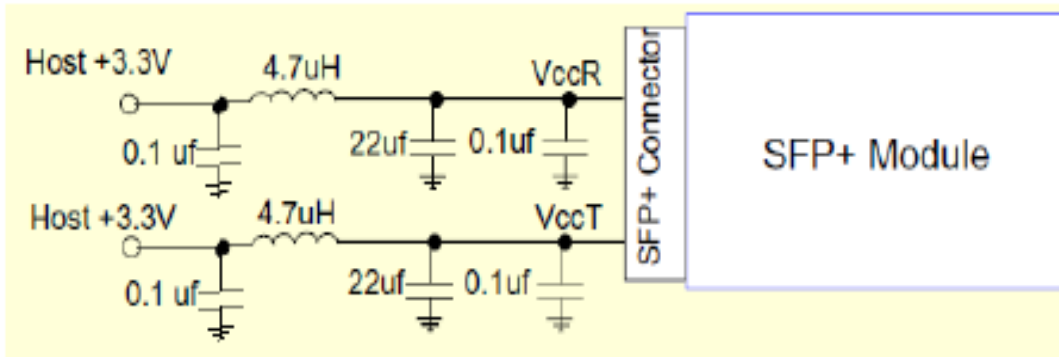 Host +3.3V
4.7uH
VccR
0.1 uf
22uf
0.1uf
Host +3.3V
4.7uH
VccT
0.1 uf
22uf
0.1uf
SFP+ Connector
SFP+ Module